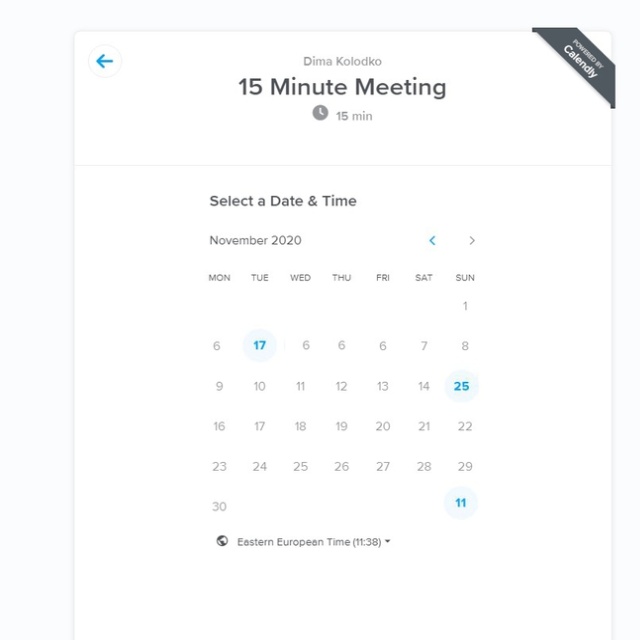 POWERED BY
Calendly
Dima Kolodko
15 Minute Meeting
15 min
Select a Date & Time
November 2020
MON TUE WED THU FRI SAT SUN
1
6 17 6 6 6 7 8
9 10 11 12 13 14 25
16 17 18 19 20 21 22
23 24 25 26 27 28 29
30 11
Eastern European Time (11:38)